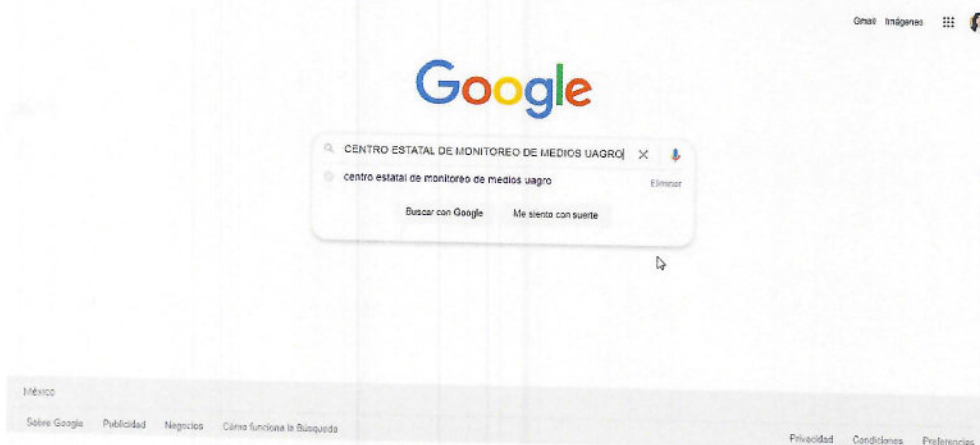 Gmail Imágenes
Google
CENTRO ESTATAL DE MONITOREO DE MEDIOS UAGRO
centro estatal de monitoreo de medios uagro Eliminar
Buscar con Google Me siento con suerte
México
Sobre Google Publicidad Negocios Cómo funciona la Búsqueda
Privacidad Condiciones Preferencias